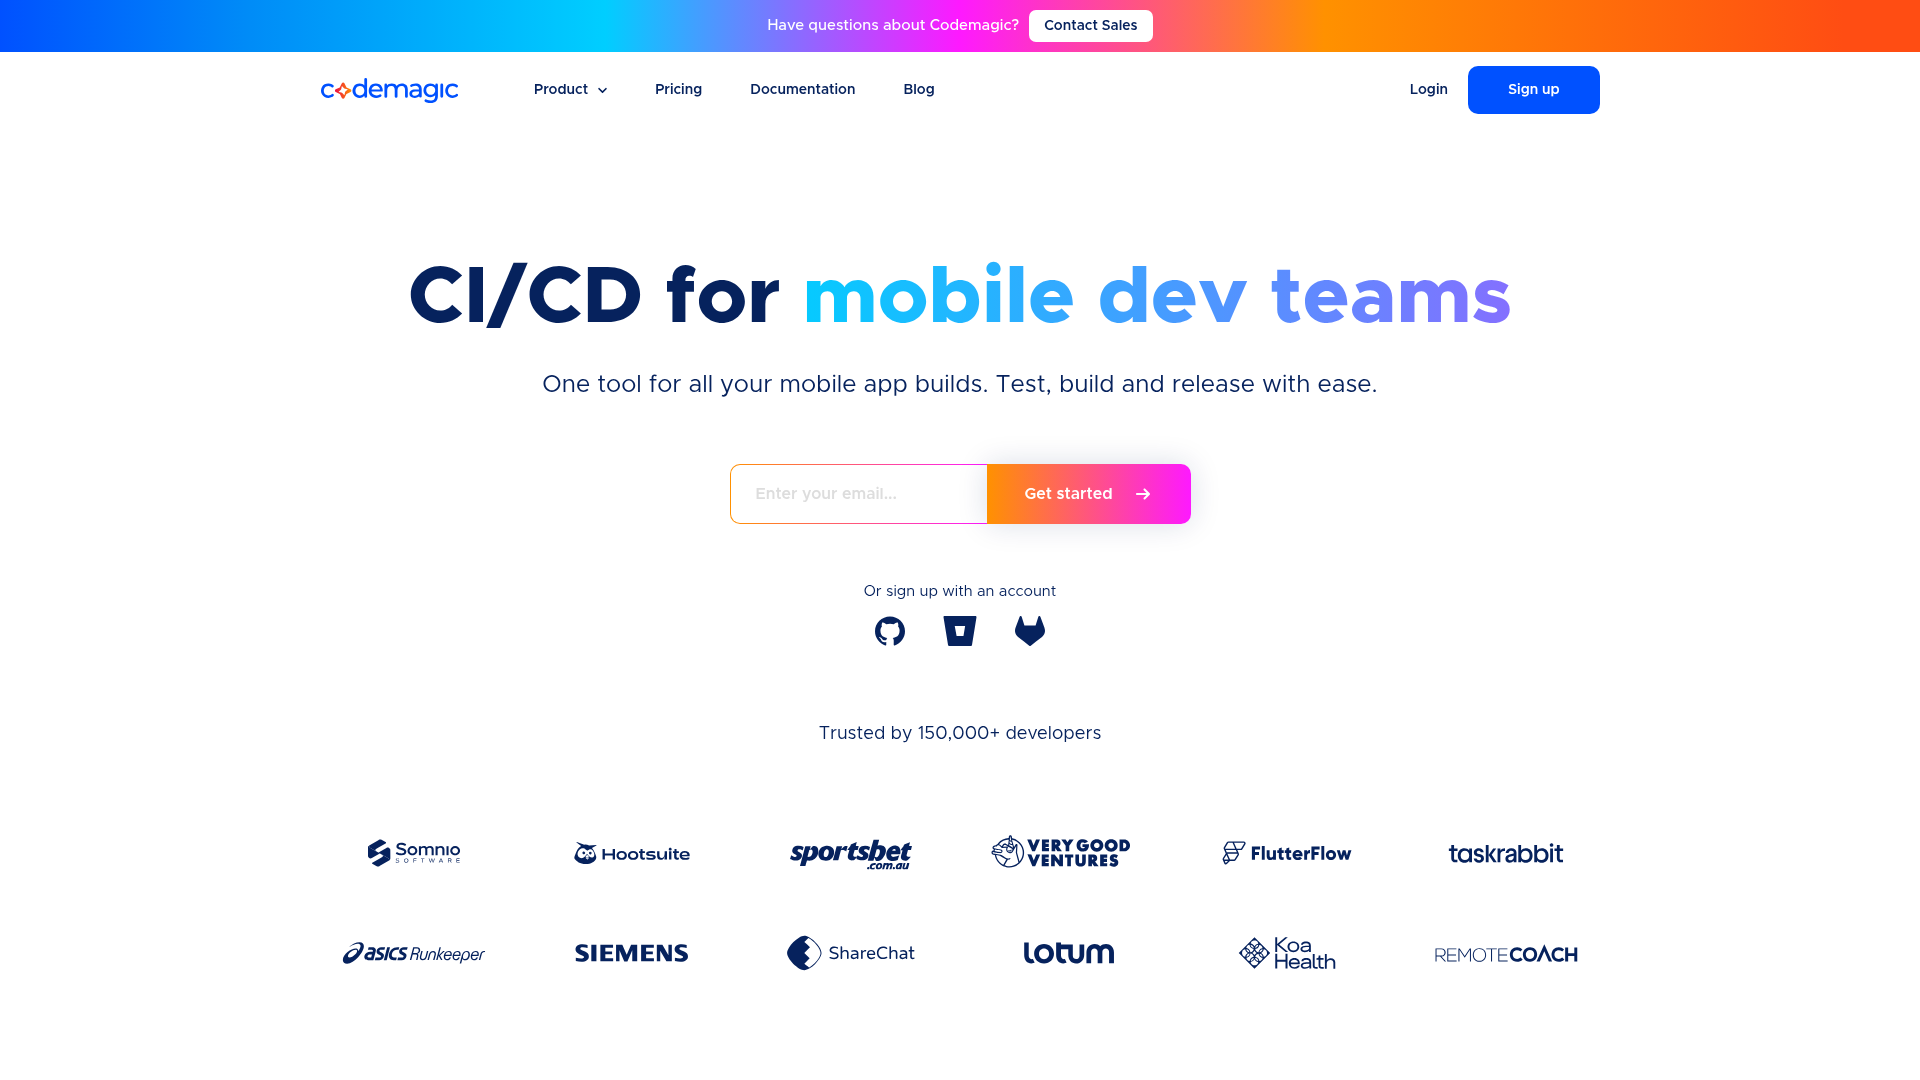 Have questions about Codemagic? Contact Sales
codemagic Product Pricing Documentation Blog Login Sign up
CI/CD for mobile dev teams
One tool for all your mobile app builds. Test, build and release with ease.
Enter your email... Get started
Or sign up with an account
Trusted by 150,000+ developers
Somnio
SOFTWARE
Hootsuite
sportsbet
.com.au
VERY GOOD
VENTURES
FlutterFlow
taskrabbit
asics Runkeeper
SIEMENS
ShareChat
LOTUM
Koa
Health
REMOTECOACH